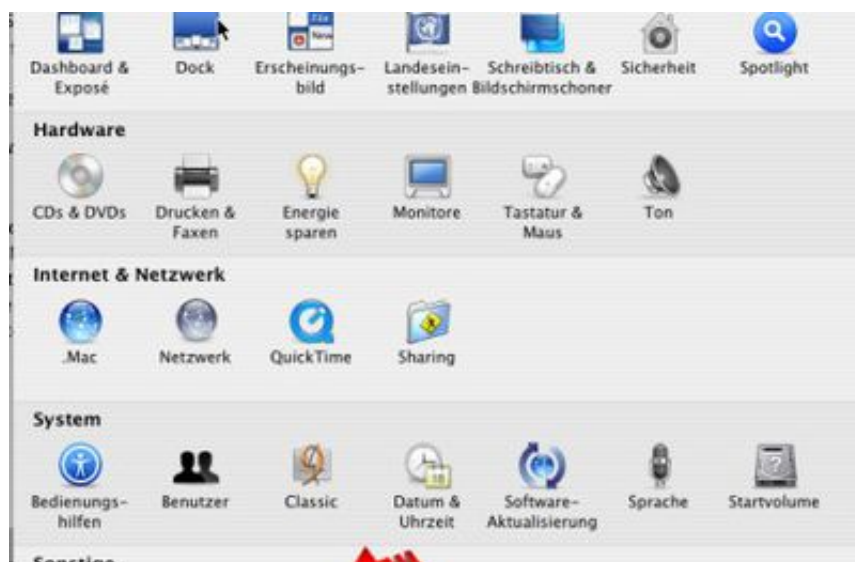 Dashboard & Exposé
Dock
Erscheinungs-
bild
Landesein-
stellungen
Schreibtisch &
Bildschirmschoner
Sicherheit
Spotlight
Hardware
CDs & DVDs
Drucken &
Faxen
Energie
sparen
Monitore
Tastatur &
Maus
Ton
Internet & Netzwerk
.Mac
Netzwerk
QuickTime
Sharing
System
Bedienungs-
hilfen
Benutzer
Classic
Datum &
Uhrzeit
Software-
Aktualisierung
Sprache
Startvolume